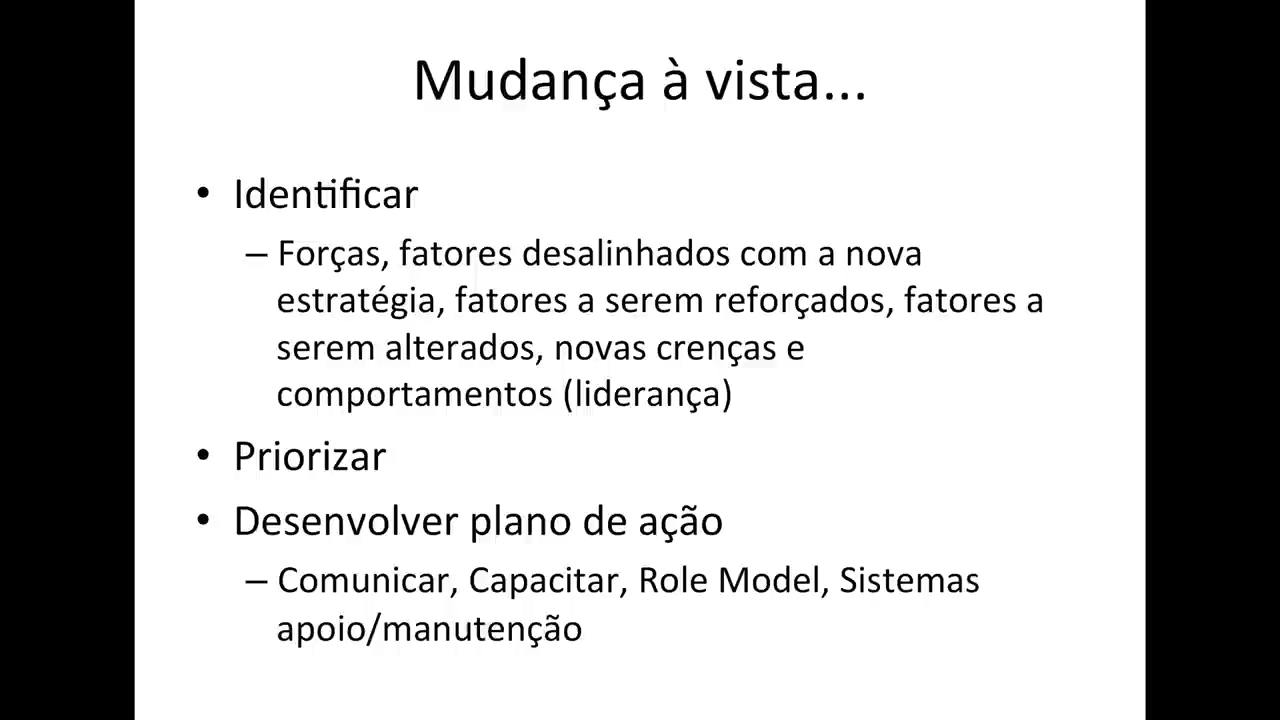 Mudança à vista...
• Identificar
– Forças, fatores desalinhados com a nova
estratégia, fatores a serem reforçados, fatores a
serem alterados, novas crenças e
comportamentos (liderança)
• Priorizar
• Desenvolver plano de ação
– Comunicar, Capacitar, Role Model, Sistemas
apoio/manutenção